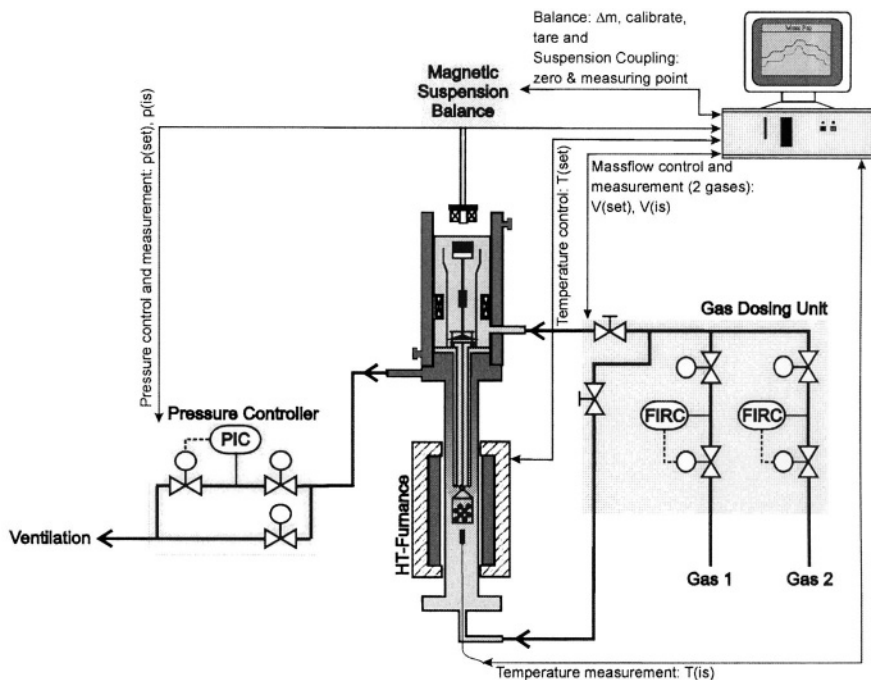 Balance: Δm, calibrate,
tare and
Suspension Coupling:
zero & measuring point
Magnetic
Suspension
Balance
Pressure control and measurement: p(set), p(is)
Temperature control: T(set)
Massflow control and
measurement (2 gases):
V(set), V(is)
Gas Dosing Unit
Pressure Controller
PIC
FIRC
FIRC
HT-Furnance
Ventilation
Gas 1
Gas 2
Temperature measurement: T(is)